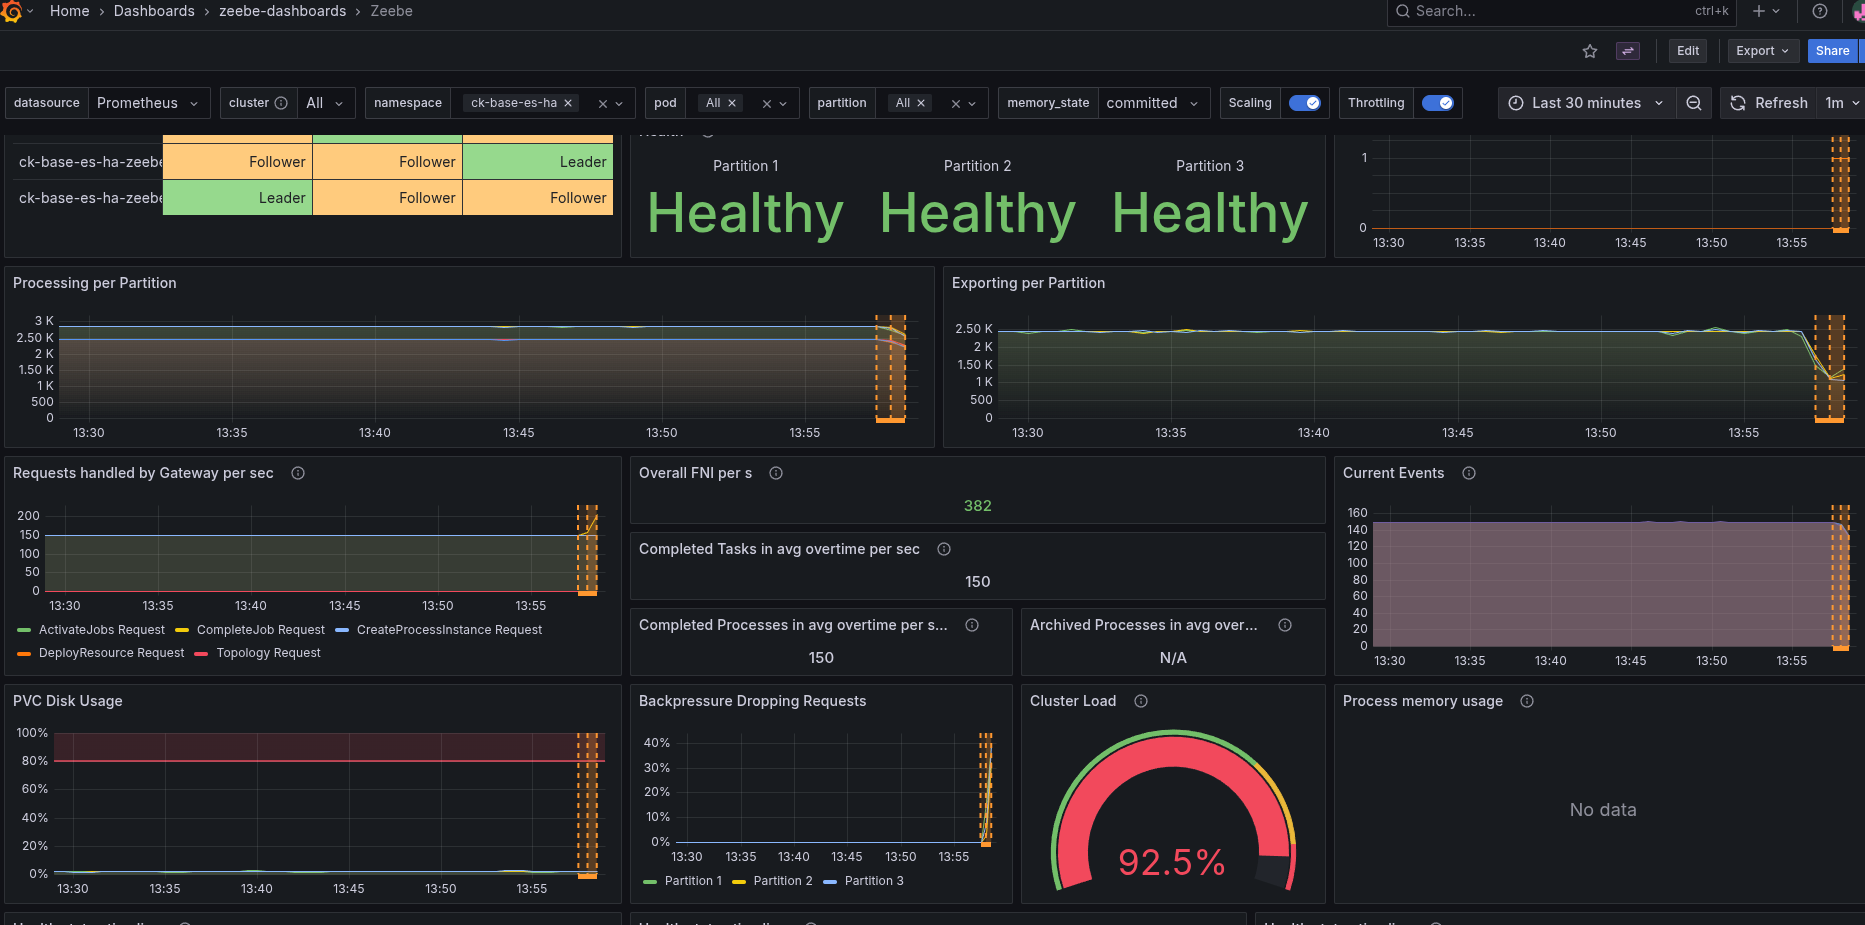 Home › Dashboards › zeebe-dashboards › Zeebe
Search... ctrl+k
Edit Export Share
datasource Prometheus cluster All namespace ck-base-es-ha pod All partition All memory_state committed Scaling Throttling Last 30 minutes Refresh 1m
ck-base-es-ha-zeebe Follower Follower Leader
ck-base-es-ha-zeebe Leader Follower Follower
Health
Partition 1 Partition 2 Partition 3
Healthy Healthy Healthy
1
0
13:30 13:35 13:40 13:45 13:50 13:55
Processing per Partition
3 K
2.50 K
2 K
1.50 K
1 K
500
0
13:30 13:35 13:40 13:45 13:50 13:55
Exporting per Partition
2.50 K
2 K
1.50 K
1 K
500
0
13:30 13:35 13:40 13:45 13:50 13:55
Requests handled by Gateway per sec
200
150
100
50
0
13:30 13:35 13:40 13:45 13:50 13:55
ActivateJobs Request CompleteJob Request CreateProcessInstance Request
DeployResource Request Topology Request
Overall FNI per s
382
Completed Tasks in avg overtime per sec
150
Completed Processes in avg overtime per s...
150
Archived Processes in avg over...
N/A
Current Events
160
140
120
100
80
60
40
20
0
13:30 13:35 13:40 13:45 13:50 13:55
PVC Disk Usage
100%
80%
60%
40%
20%
0%
13:30 13:35 13:40 13:45 13:50 13:55
Backpressure Dropping Requests
40%
30%
20%
10%
0%
13:30 13:35 13:40 13:45 13:50 13:55
Partition 1 Partition 2 Partition 3
Cluster Load
92.5%
Process memory usage
No data